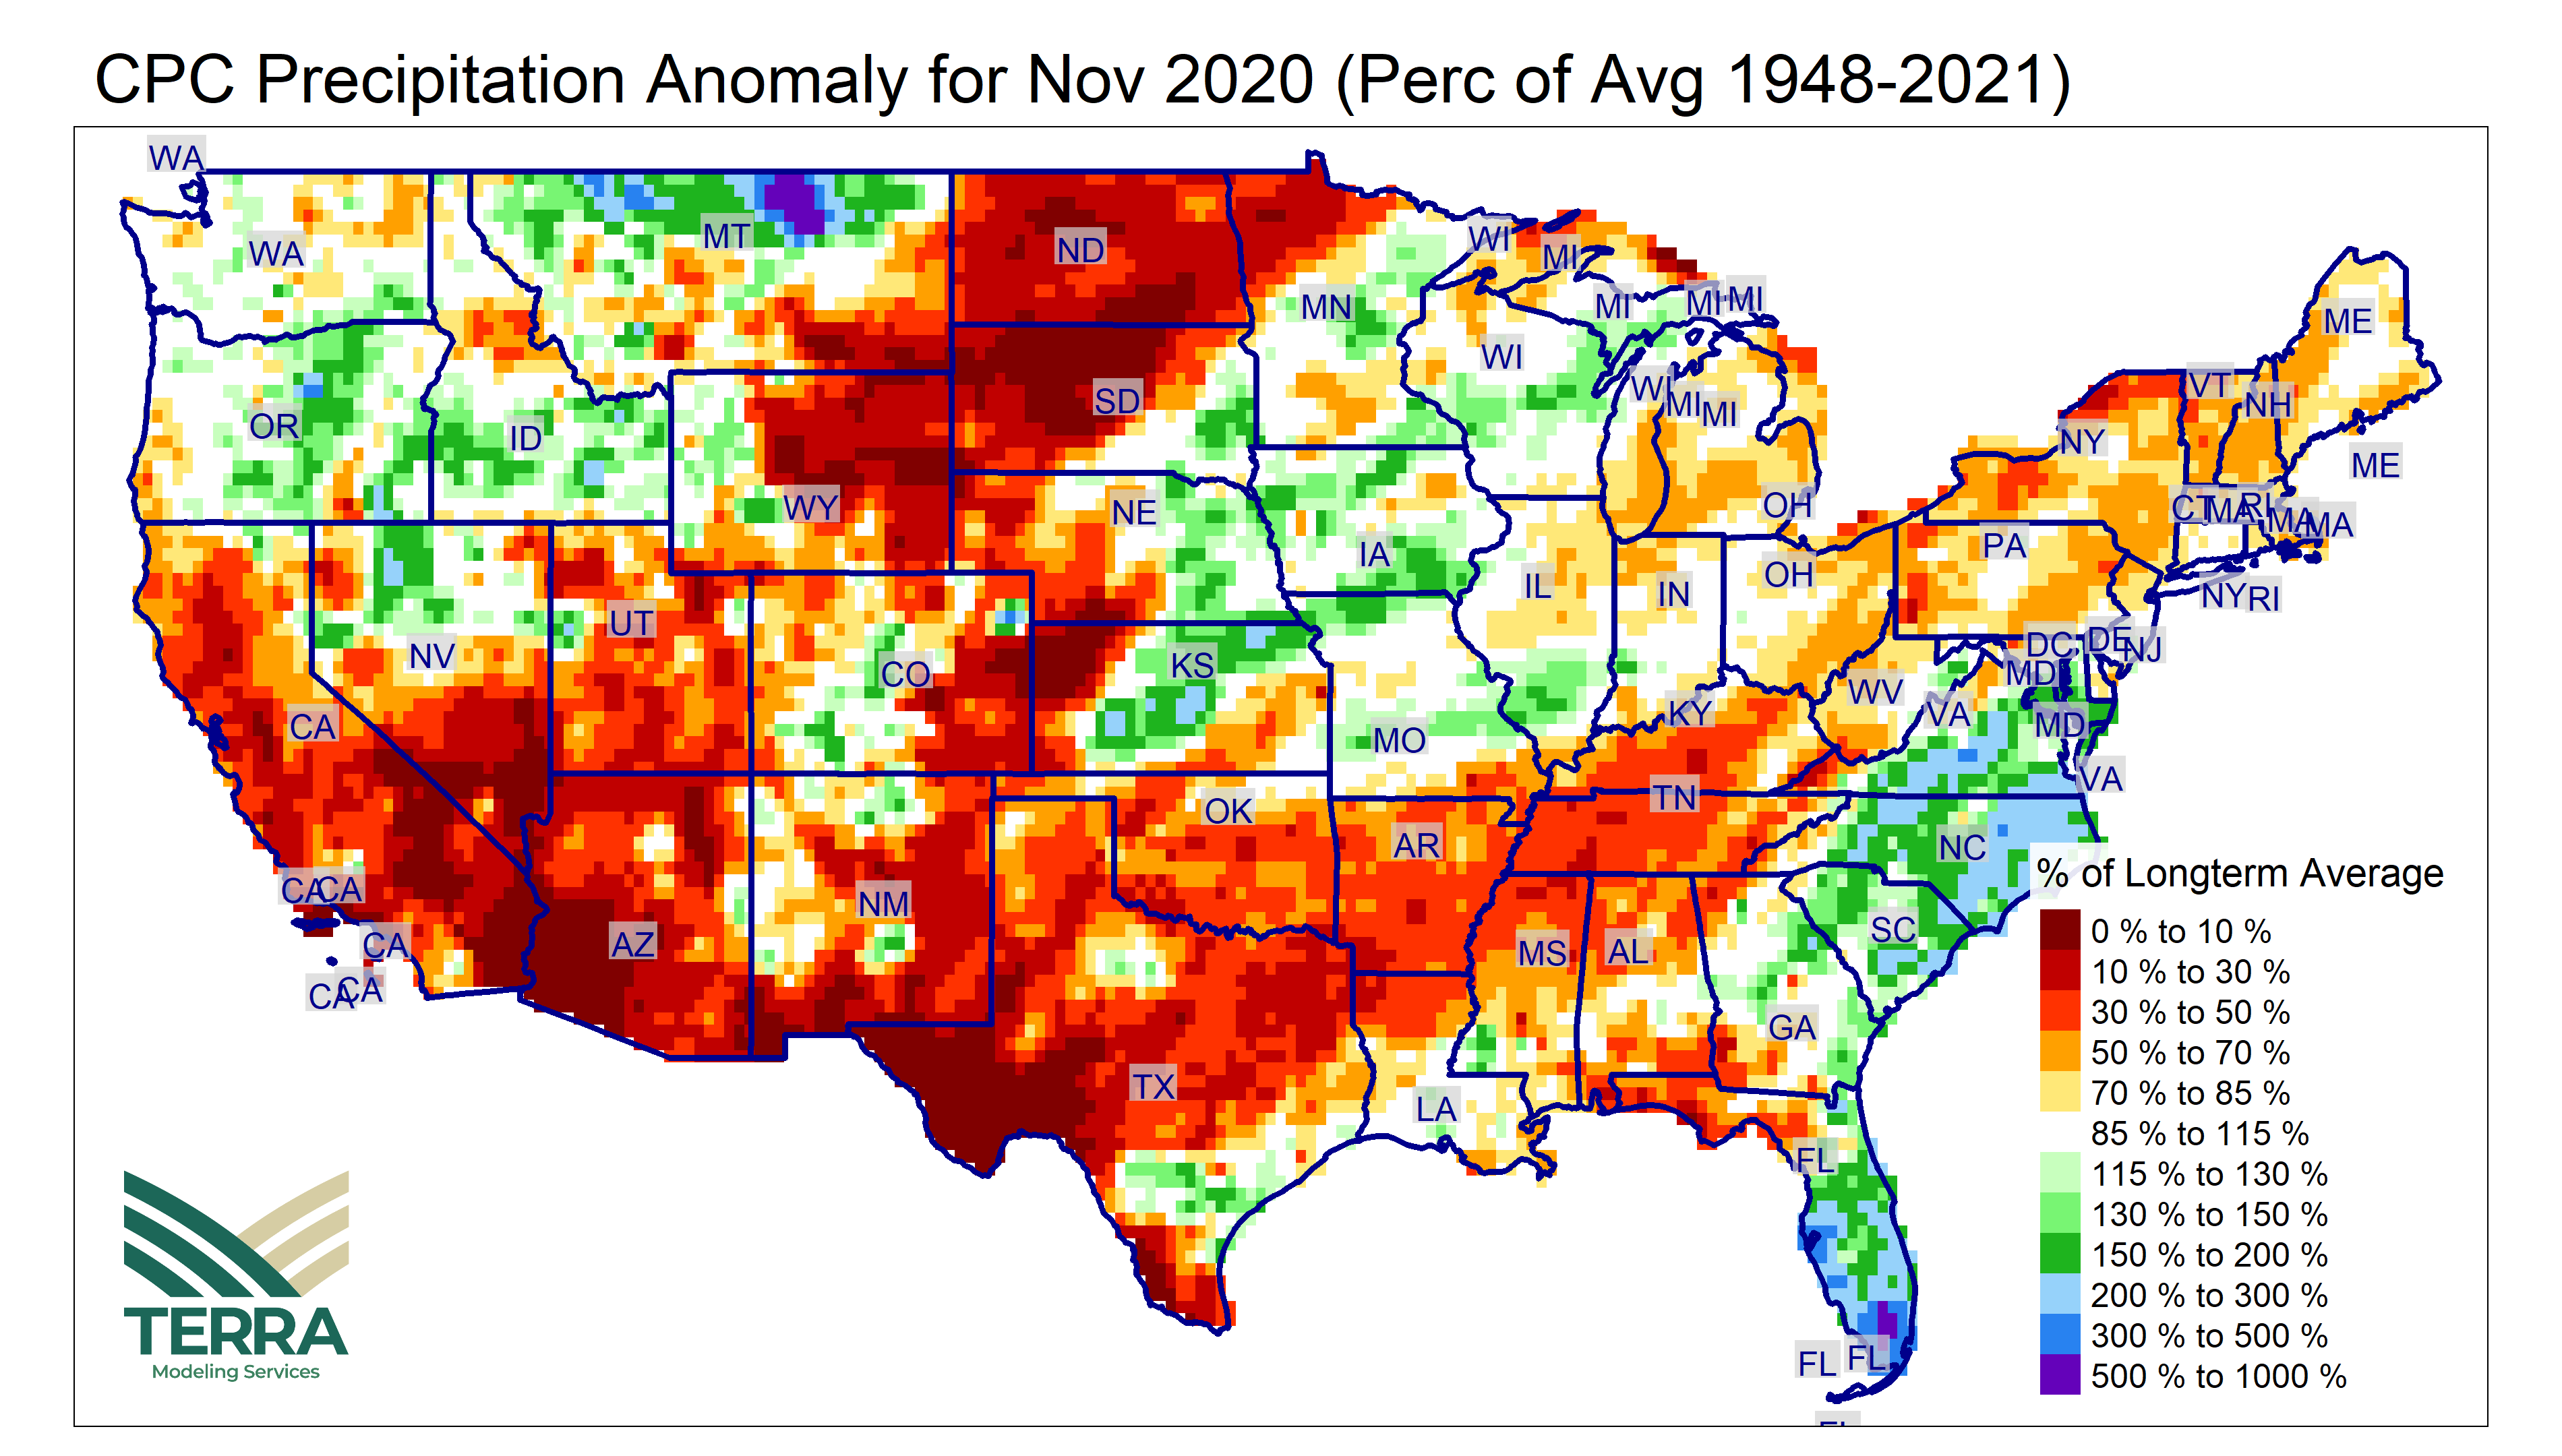 CPC Precipitation Anomaly for Nov 2020 (Perc of Avg 1948-2021)
WA
WA
MT
ND
MN
WI
MI
MI
MI
MI
ME
OR
ID
SD
WI
WI
MI
MI
VT
NH
NY
ME
WY
NE
IA
OH
PA
CT
MA
RI
MA
MA
NV
UT
CO
KS
IL
IN
OH
NY
RI
DC
DE
NJ
MD
WV
VA
MD
CA
MO
KY
VA
OK
TN
AR
NC
CA
CA
NM
MS
AL
SC
CA
AZ
CA
CA
GA
TX
LA
FL
FL
FL
% of Longterm Average
0 % to 10 %
10 % to 30 %
30 % to 50 %
50 % to 70 %
70 % to 85 %
85 % to 115 %
115 % to 130 %
130 % to 150 %
150 % to 200 %
200 % to 300 %
300 % to 500 %
500 % to 1000 %
TERRA
Modeling Services